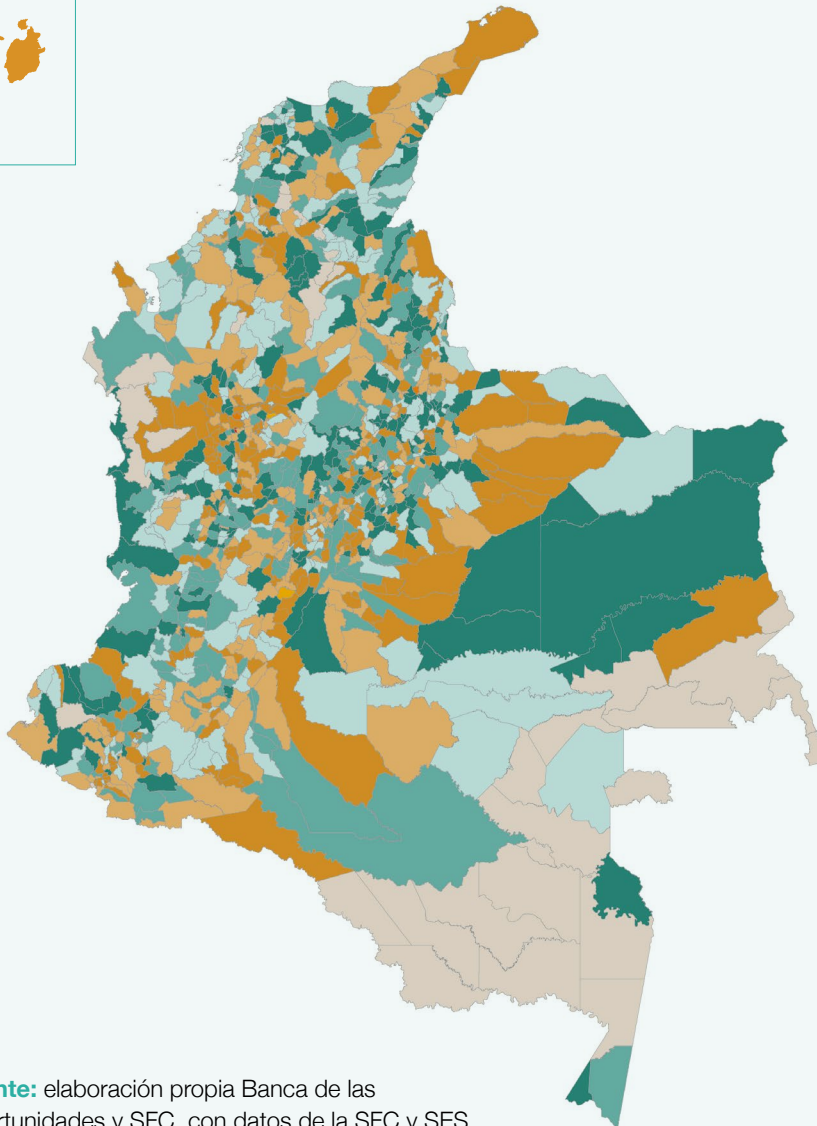 nte: elaboración propia Banca de las
rtunidades y SFC, con datos de la SFC y SES